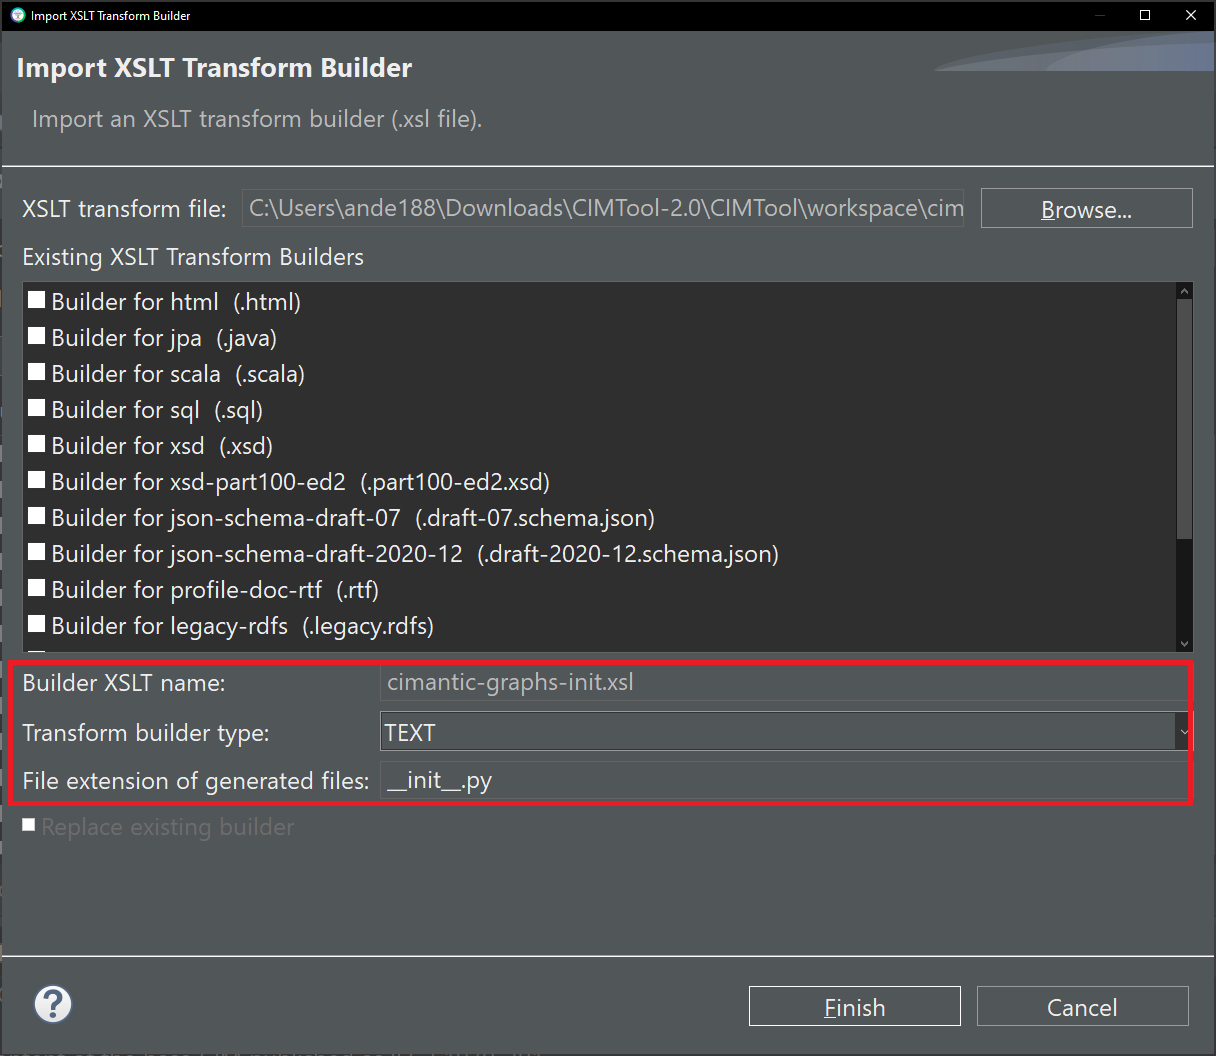 Import XSLT Transform Builder
Import XSLT Transform Builder
Import an XSLT transform builder (.xsl file).
XSLT transform file: C:\Users\ande188\Downloads\CIMTool-2.0\CIMTool\workspace\cim Browse...
Existing XSLT Transform Builders
Builder for html (.html)
Builder for jpa (.java)
Builder for scala (.scala)
Builder for sql (.sql)
Builder for xsd (.xsd)
Builder for xsd-part100-ed2 (.part100-ed2.xsd)
Builder for json-schema-draft-07 (.draft-07.schema.json)
Builder for json-schema-draft-2020-12 (.draft-2020-12.schema.json)
Builder for profile-doc-rtf (.rtf)
Builder for legacy-rdfs (.legacy.rdfs)
Builder XSLT name: cimantic-graphs-init.xsl
Transform builder type: TEXT
File extension of generated files: __init__.py
Replace existing builder
? Finish Cancel